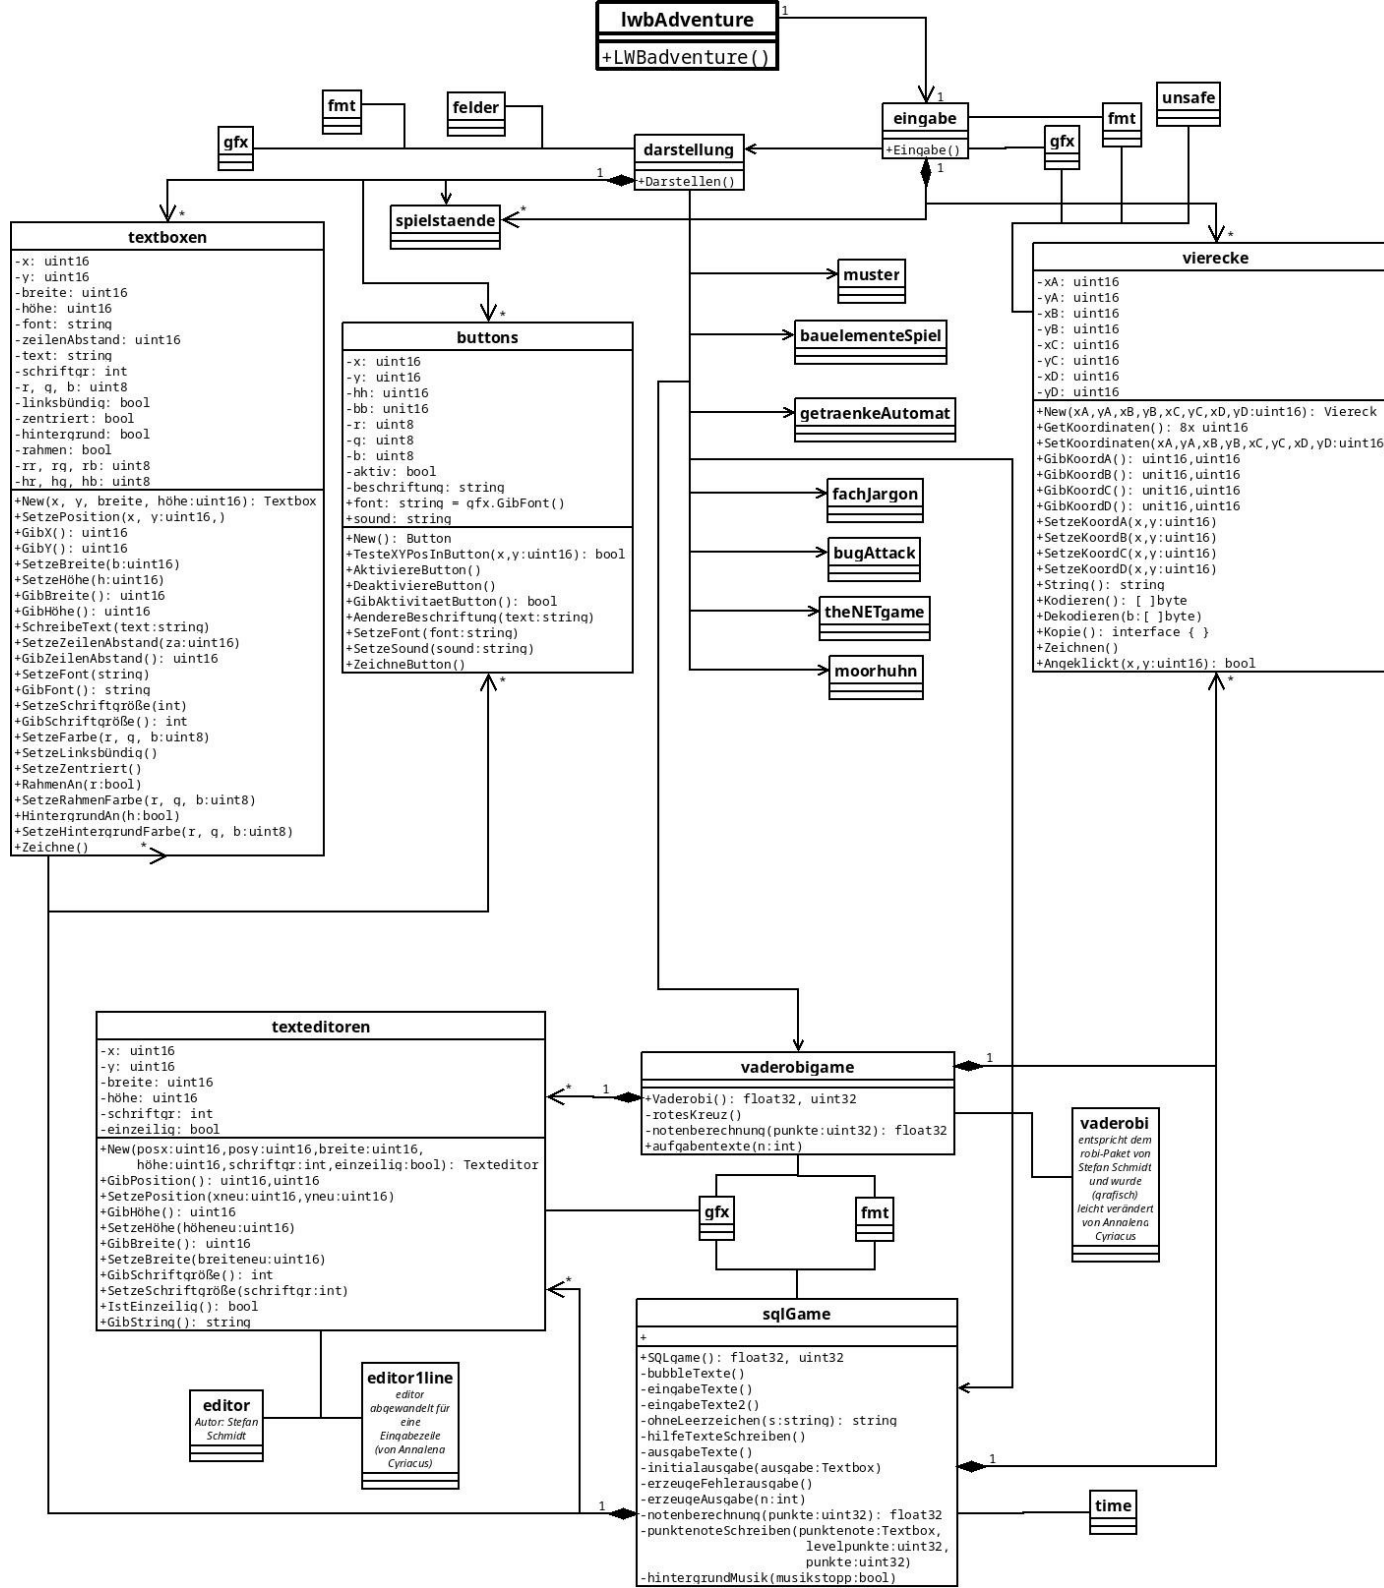 lwbAdventure
+LWBadventure()
1
1
fmt
felder
gfx
darstellung
+Darstellen()
1
eingabe
+Eingabe()
1
fmt
unsafe
gfx
*
spielstaende
*
*
textboxen
-x: uint16
-y: uint16
-breite: uint16
-höhe: uint16
-font: string
-zeilenAbstand: uint16
-text: string
-schriftgr: int
-r, g, b: uint8
-linksbündig: bool
-zentriert: bool
-hintergrund: bool
-rahmen: bool
-rr, rg, rb: uint8
-hr, hg, hb: uint8
+New(x, y, breite, höhe:uint16): Textbox
+SetzePosition(x, y:uint16,)
+GibX(): uint16
+GibY(): uint16
+SetzeBreite(b:uint16)
+SetzeHöhe(h:uint16)
+GibBreite(): uint16
+GibHöhe(): uint16
+SchreibeText(text:string)
+SetzeZeilenAbstand(za:uint16)
+GibZeilenAbstand(): uint16
+SetzeFont(string)
+GibFont(): string
+SetzeSchriftgröße(int)
+GibSchriftgröße(): int
+SetzeFarbe(r, g, b:uint8)
+SetzeLinksbündig()
+SetzeZentriert()
+RahmenAn(r:bool)
+SetzeRahmenFarbe(r, g, b:uint8)
+HintergrundAn(h:bool)
+SetzeHintergrundFarbe(r, g, b:uint8)
+Zeichne()
*
*
buttons
-x: uint16
-y: uint16
-hh: uint16
-bb: unit16
-r: uint8
-g: uint8
-b: uint8
-aktiv: bool
-beschriftung: string
+font: string = gfx.GibFont()
+sound: string
+New(): Button
+TesteXYPosInButton(x,y:uint16): bool
+AktiviereButton()
+DeaktiviereButton()
+GibAktivitaetButton(): bool
+AendereBeschriftung(text:string)
+SetzeFont(font:string)
+SetzeSound(sound:string)
+ZeichneButton()
*
muster
bauelementeSpiel
getraenkeAutomat
fachJargon
bugAttack
theNETgame
moorhuhn
vierecke
-xA: uint16
-yA: uint16
-xB: uint16
-yB: uint16
-xC: uint16
-yC: uint16
-xD: uint16
-yD: uint16
+New(xA,yA,xB,yB,xC,yC,xD,yD:uint16): Viereck
+GetKoordinaten(): 8x uint16
+SetKoordinaten(xA,yA,xB,yB,xC,yC,xD,yD:uint16
+GibKoordA(): uint16,uint16
+GibKoordB(): unit16,uint16
+GibKoordC(): unit16,uint16
+GibKoordD(): unit16,uint16
+SetzeKoordA(x,y:uint16)
+SetzeKoordB(x,y:uint16)
+SetzeKoordC(x,y:uint16)
+SetzeKoordD(x,y:uint16)
+String(): string
+Kodieren(): [ ]byte
+Dekodieren(b:[ ]byte)
+Kopie(): interface { }
+Zeichnen()
+Angeklickt(x,y:uint16): bool
*
texteditoren
-x: uint16
-y: uint16
-breite: uint16
-höhe: uint16
-schriftgr: int
-einzeilig: bool
+New(posx:uint16,posy:uint16,breite:uint16,
höhe:uint16,schriftgr:int,einzeilig:bool): Texteditor
+GibPosition(): uint16,uint16
+SetzePosition(xneu:uint16,yneu:uint16)
+GibHöhe(): uint16
+SetzeHöhe(höheneu:uint16)
+GibBreite(): uint16
+SetzeBreite(breiteneu:uint16)
+GibSchriftgröße(): int
+SetzeSchriftgröße(schriftgr:int)
+IstEinzeilig(): bool
+GibString(): string
*
1
*
vaderobigame
+Vaderobi(): float32, uint32
-rotesKreuz()
-notenberechnung(punkte:uint32): float32
+aufgabentexte(n:int)
1
vaderobi
entspricht dem
robi-Paket von
Stefan Schmidt
und wurde
(grafisch)
leicht verändert
von Annalena
Cyriacus
gfx
fmt
editor
Autor: Stefan
Schmidt
editor1line
editor
abgewandelt für
eine
Eingabezeile
(von Annalena
Cyriacus)
sqlGame
+
+SQLgame(): float32, uint32
-bubbleTexte()
-eingabeTexte()
-eingabeTexte2()
-ohneLeerzeichen(s:string): string
-hilfeTexteSchreiben()
-ausgabeTexte()
-initialausgabe(ausgabe:Textbox)
-erzeugeFehlerausgabe()
-erzeugeAusgabe(n:int)
-notenberechnung(punkte:uint32): float32
-punktenoteSchreiben(punktenote:Textbox,
levelpunkte:uint32,
punkte:uint32)
-hintergrundMusik(musikstopp:bool)
1
1
time